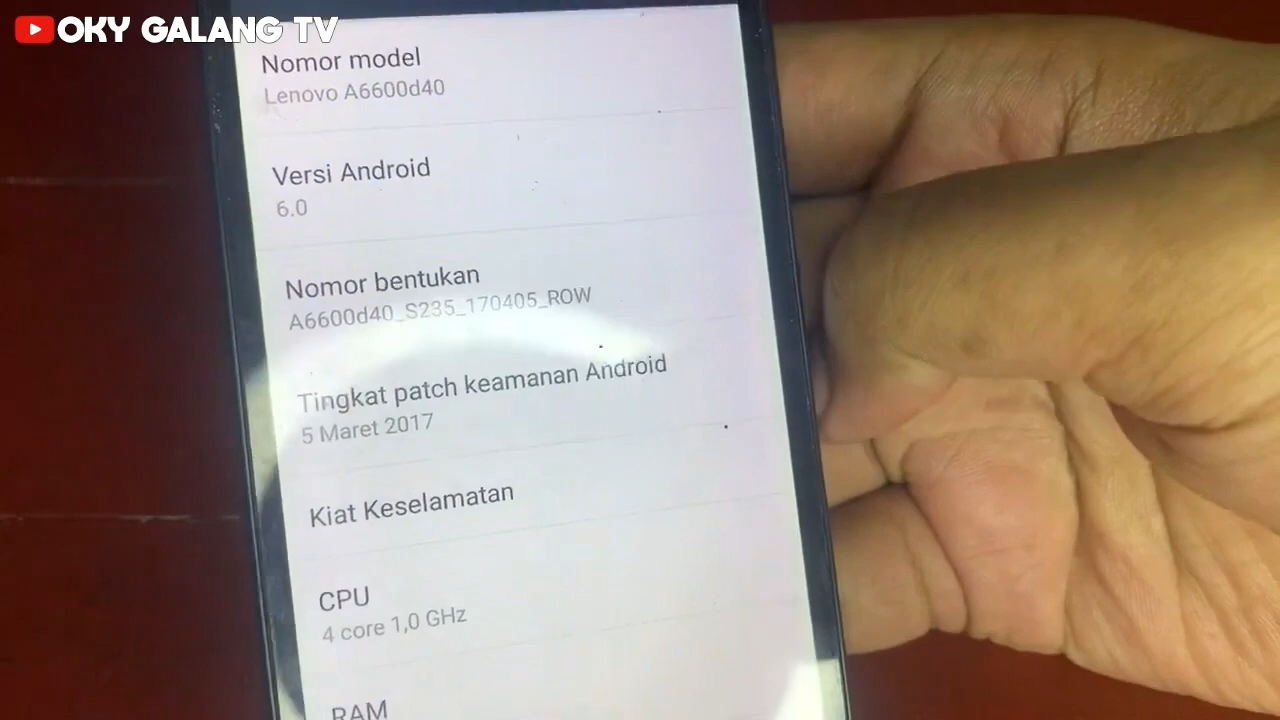 OKY GALANG TV
Nomor model
Lenovo A6600d40
Versi Android
6.0
Nomor bentukan
A6600d40_S235_170405_ROW
Tingkat patch keamanan Android
5 Maret 2017
Kiat Keselamatan
CPU
4 core 1,0 GHz
RAM